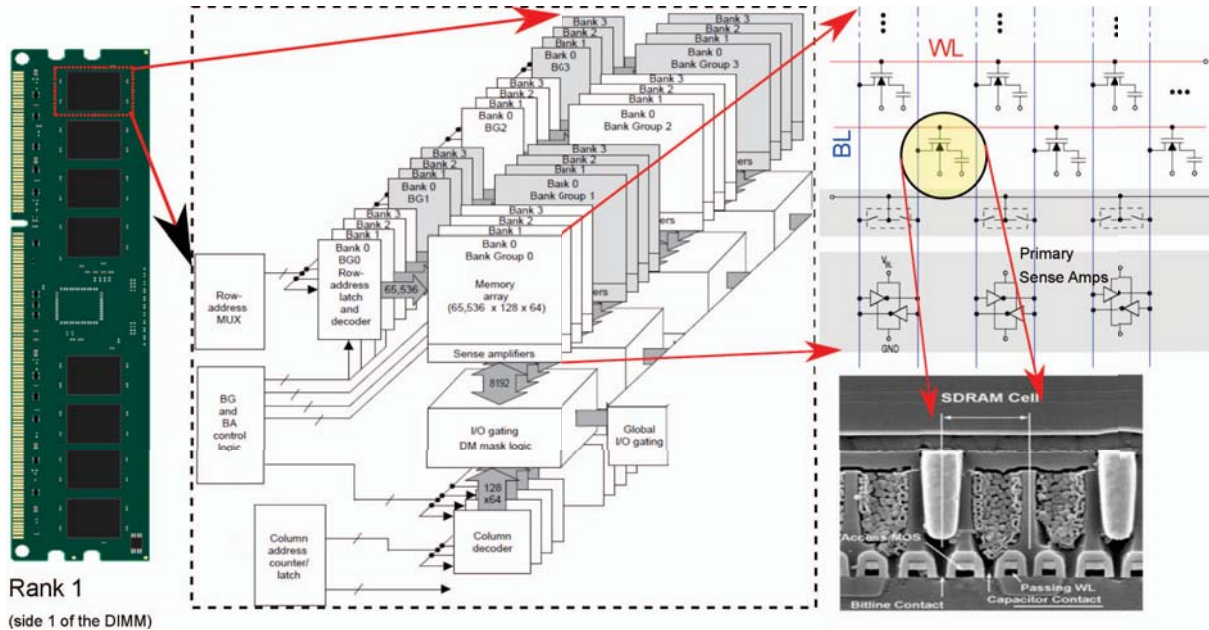 Rank 1
(side 1 of the DIMM)
Row-
address
MUX
BG
and
BA
control
logic
Column
address
counter/
latch
Bank 3
Bank 2
Bank 1
Bank 0
BG3
Bank 3
Bank 2
Bank 1
Bank 0
BG2
Bank 3
Bank 2
Bank 1
Bank 0
BG1
Bank 3
Bank 2
Bank 1
Bank 0
BG0
Row-
address
latch
and
decoder
65,536
Bank 3
Bank 2
Bank 1
Bank 0
Bank Group 3
Bank 3
Bank 2
Bank 1
Bank 0
Bank Group 2
Bank 3
Bank 2
Bank 1
Bank 0
Bank Group 1
Bank 3
Bank 2
Bank 1
Bank 0
Bank Group 0
Memory
array
(65,536 x 128 x 64)
Sense amplifiers
ers
ers
ers
8192
I/O gating
DM mask logic
Global
I/O gating
128
x64
Column
decoder
WL
BL
Primary
Sense Amps
GND
SDRAM Cell
Access MOS
Passing WL
Bitline Contact
Capacitor Contact